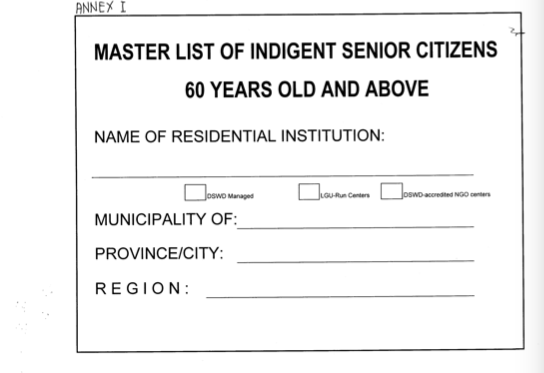 ANNEX I
MASTER LIST OF INDIGENT SENIOR CITIZENS
60 YEARS OLD AND ABOVE
NAME OF RESIDENTIAL INSTITUTION:
DSWD Managed LGU-Run Centers DSWD-accredited NGO centers
MUNICIPALITY OF:
PROVINCE/CITY:
REGION: